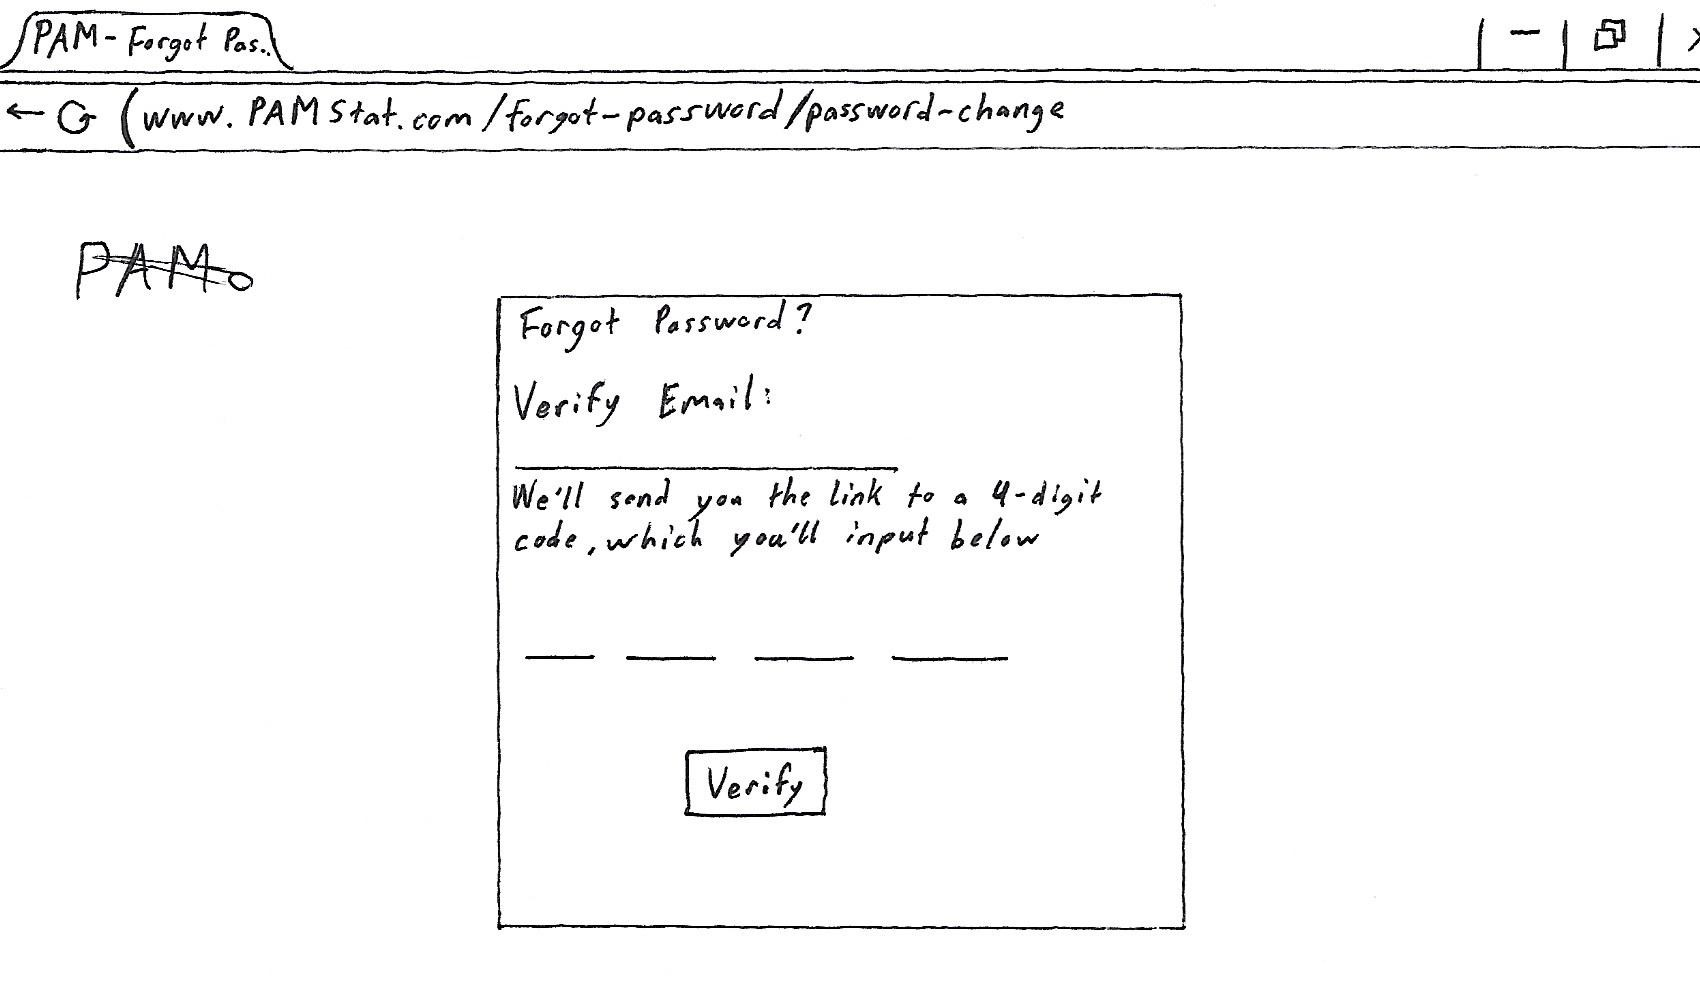 PAM - Forgot Pas..
www.PAMStat.com/forgot-password/password-change
PAM
Forgot Password?
Verify Email:
We'll send you the link to a 4-digit
code, which you'll input below
Verify